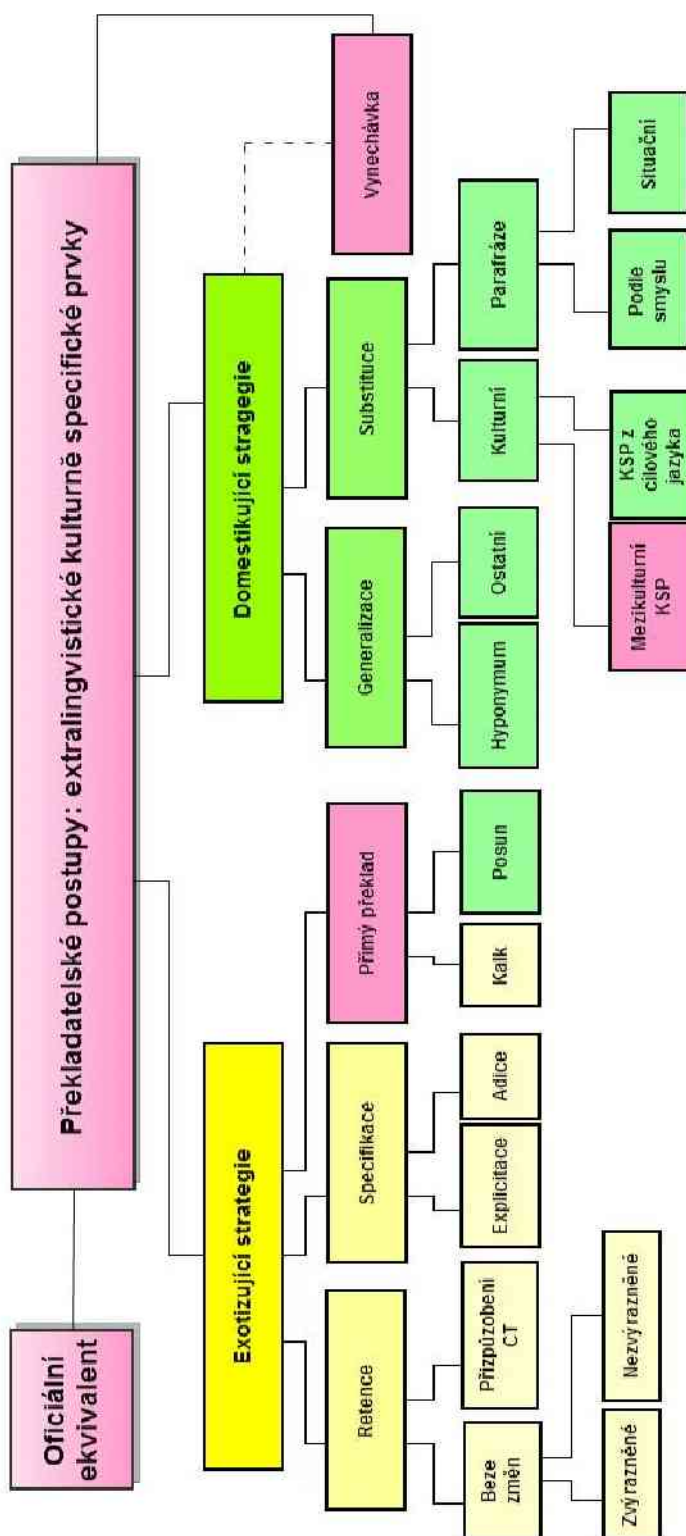 Překladatelské postupy: extralingvistické kulturně specifické prvky
Oficiální
ekvivalent
Exotizující strategie
Domestikující stragegie
Retence
Specifikace
Přímý překlad
Generalizace
Substituce
Vynechávka
Beze
změn
Přizpůzobení
CT
Explicitace
Adice
Kalk
Posun
Hyponymum
Ostatní
Kulturní
Parafráze
Zvýrazněné
Nezvýrazněné
Mezikulturní
KSP
KSP z
cílového
jazyka
Podle
smyslu
Situační